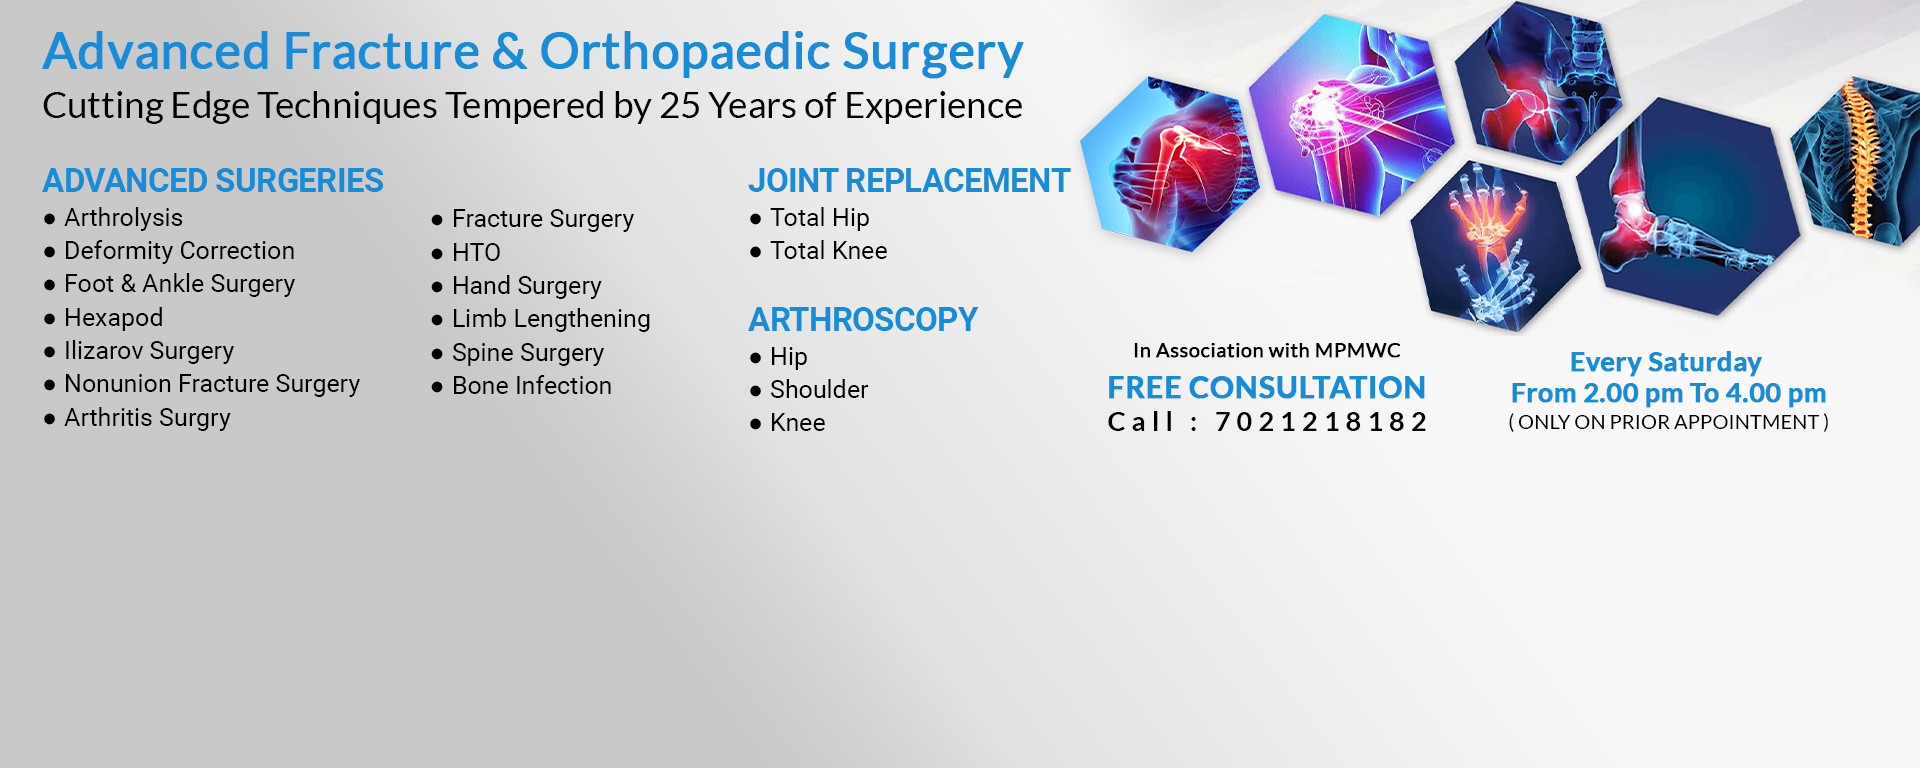 Advanced Fracture & Orthopaedic Surgery
Cutting Edge Techniques Tempered by 25 Years of Experience
ADVANCED SURGERIES
● Arthrolysis
● Deformity Correction
● Foot & Ankle Surgery
● Hexapod
● Ilizarov Surgery
● Nonunion Fracture Surgery
● Arthritis Surgry
● Fracture Surgery
● HTO
● Hand Surgery
● Limb Lengthening
● Spine Surgery
● Bone Infection
JOINT REPLACEMENT
● Total Hip
● Total Knee
ARTHROSCOPY
● Hip
● Shoulder
● Knee
In Association with MPMWC
FREE CONSULTATION
Call : 7021218182
Every Saturday
From 2.00 pm To 4.00 pm
( ONLY ON PRIOR APPOINTMENT )